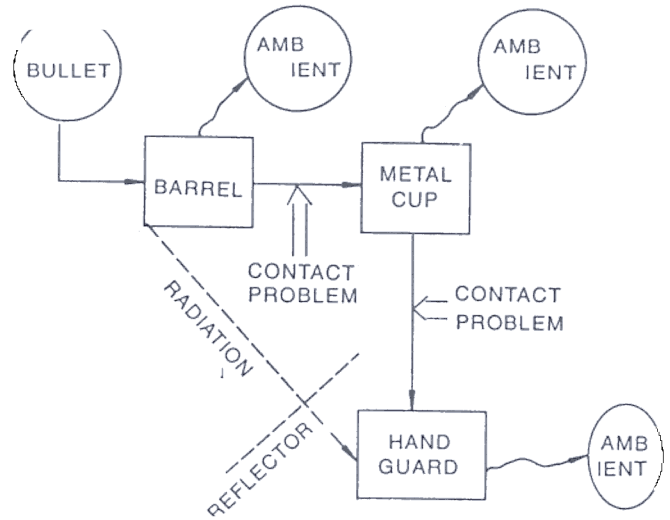 BULLET
AMB
IENT
AMB
IENT
BARREL
METAL
CUP
CONTACT
PROBLEM
RADIATION
CONTACT
PROBLEM
REFLECTOR
HAND
GUARD
AMB
IENT